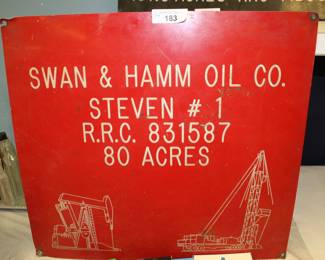 183
SWAN & HAMM OIL CO.
STEVEN # 1
R.R.C. 831587
80 ACRES